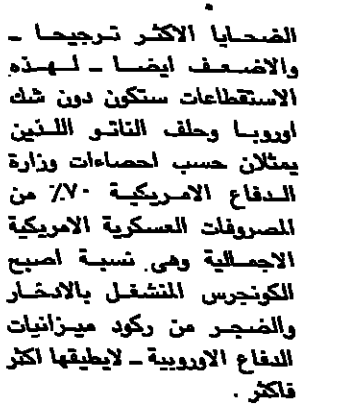 الضحايا الاكثر ترجيحا ـ
والاضعف ايضا ـ لهذه
الاستقطاعات ستكون دون شك
اوروبا وحلف الناتو اللذين
يمثلان حسب احصاءات وزارة
الدفاع الامريكية ٧٠٪ من
المصروفات العسكرية الامريكية
الاجمالية وهى نسبة اصبح
الكونجرس المنشغل بالادخار
والضجر من ركود ميزانيات
الدفاع الاوروبية ـ لايطيقها اكثر
فاكثر .